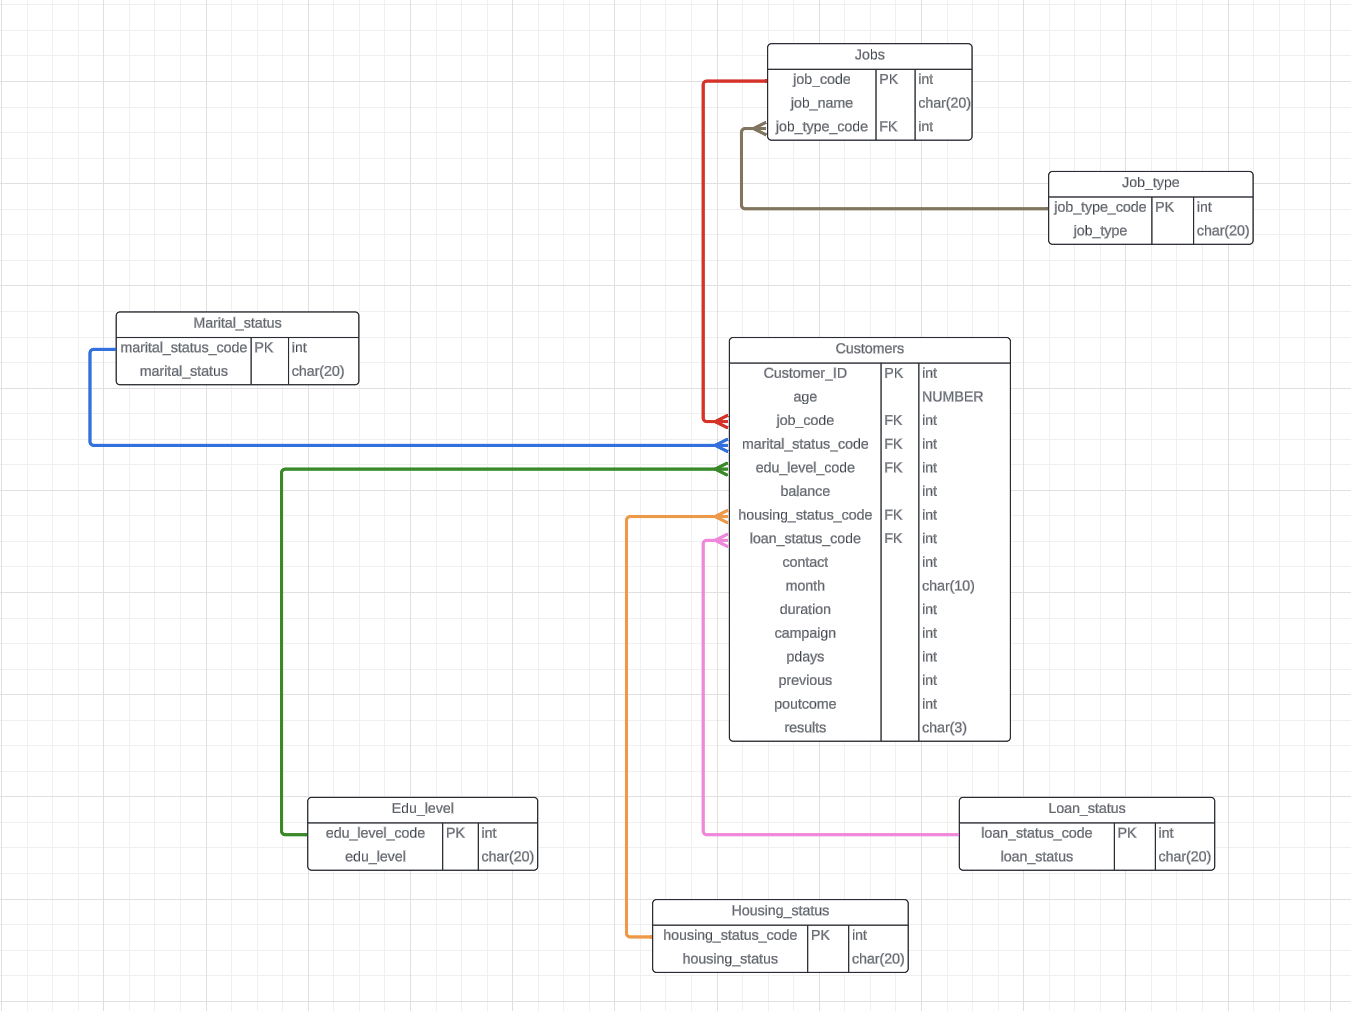 Jobs
job_code PK int
job_name char(20)
job_type_code FK int
Job_type
job_type_code PK int
job_type char(20)
Marital_status
marital_status_code PK int
marital_status char(20)
Customers
Customer_ID PK int
age NUMBER
job_code FK int
marital_status_code FK int
edu_level_code FK int
balance int
housing_status_code FK int
loan_status_code FK int
contact int
month char(10)
duration int
campaign int
pdays int
previous int
poutcome int
results char(3)
Edu_level
edu_level_code PK int
edu_level char(20)
Loan_status
loan_status_code PK int
loan_status char(20)
Housing_status
housing_status_code PK int
housing_status char(20)